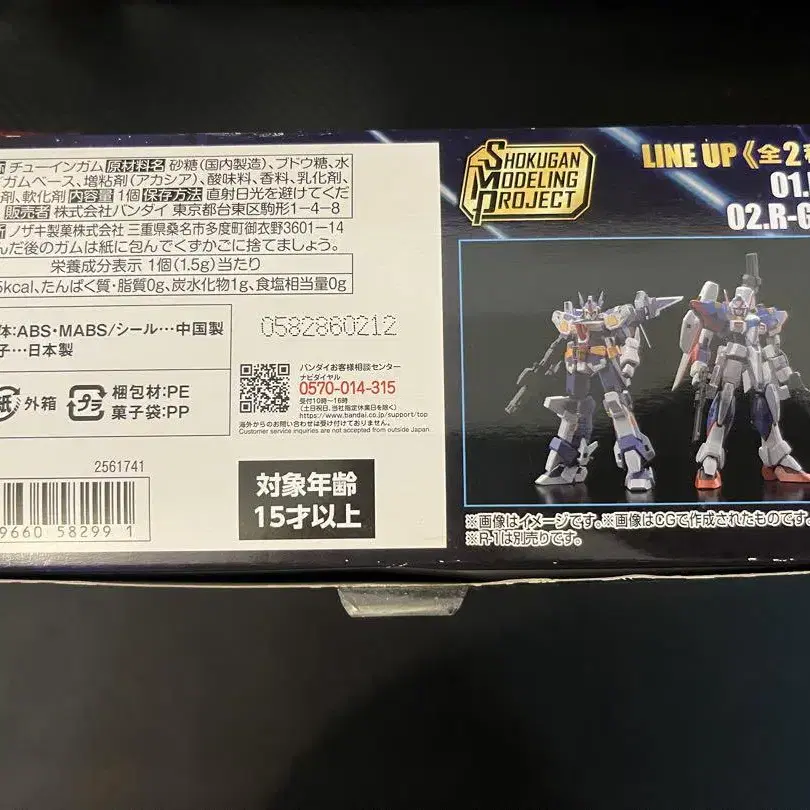 チューインガム 原材料名 砂糖(国内製造)、ブドウ糖、水
ガムベース、増粘剤(アカシア)、酸味料、香料、乳化剤、
剤、軟化剤 内容量 1個 保存方法 直射日光を避けてくだ
販売者 株式会社バンダイ 東京都台東区駒形1-4-8
ノザキ製菓株式会社 三重県桑名市多度町御衣野3601-14
んだ後のガムは紙に包んでくずかごに捨てましょう。
栄養成分表示 1個(1.5g)当たり
kcal、たんぱく質・脂質0g、炭水化物1g、食塩相当量0g
体:ABS・MABS/シール…中国製
子…日本製
紙 外箱 プラ 梱包材:PE
菓子袋:PP
0582860212
バンダイお客様相談センター
ナビダイヤル
0570-014-315
受付10時~16時
(土日祝日、当指定休業日を除く)
https://www.bandai.co.jp/support/top
海外からのお問い合わせは受け付けておりません。
Customer service inquiries are not accepted from outside Japan.
2561741
9660 58299 1
対象年齢
15才以上
SMP
SHOKUGAN
MODELING
PROJECT
LINE UP《全2種
01.
02.R-G
※画像はイメージです。※画像はCGで作成されたものです。
※R-1は別売りです。